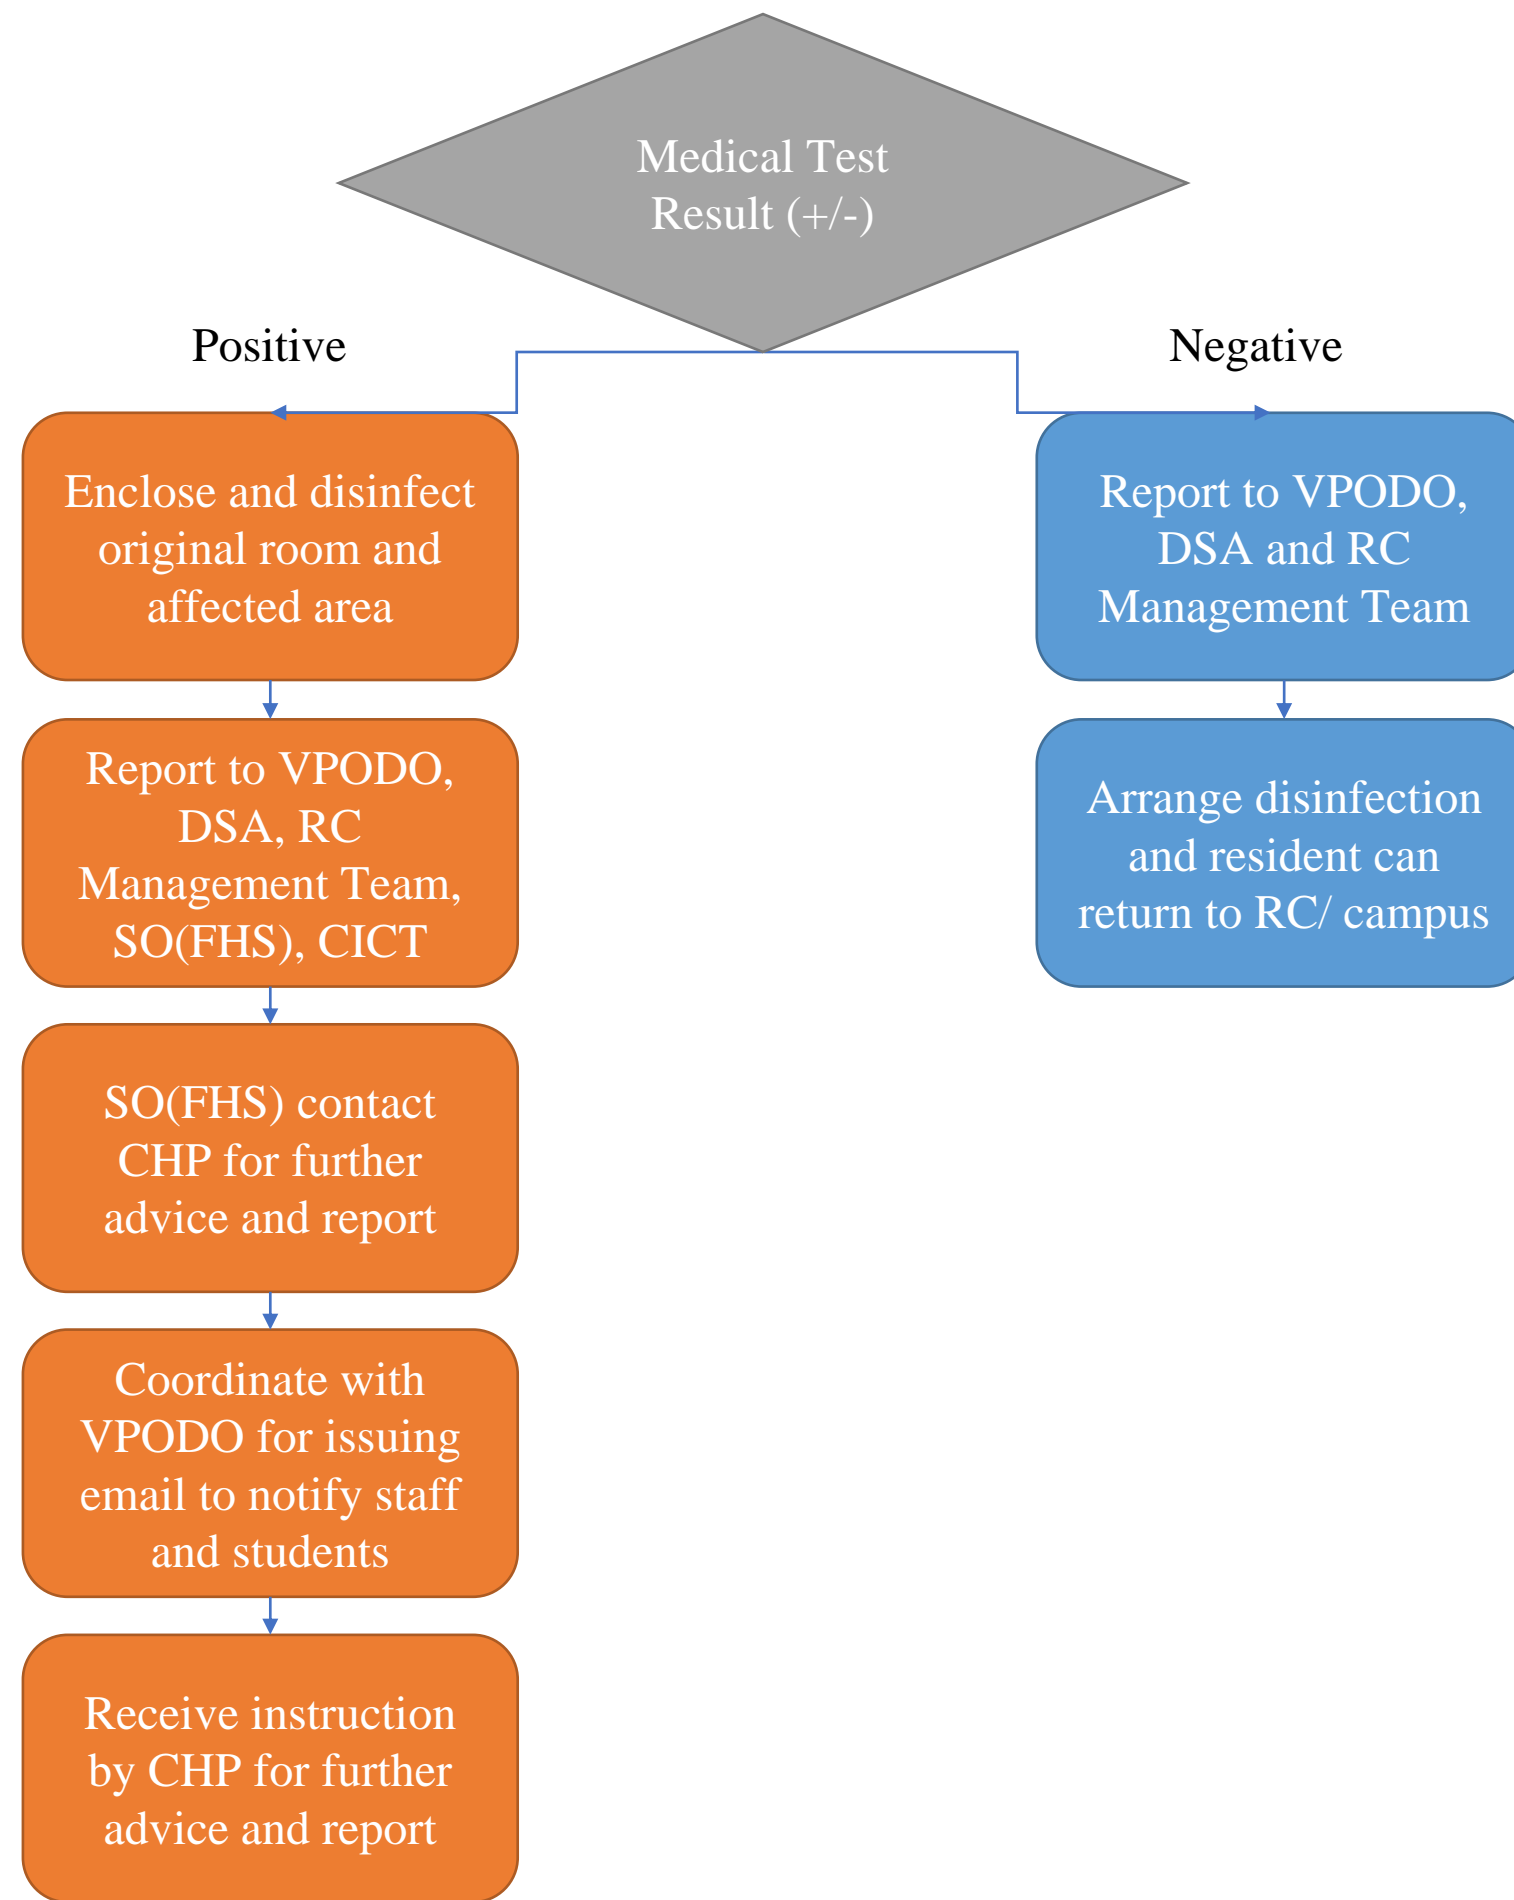 Medical Test
Result (+/-)
Positive
Negative
Enclose and disinfect
original room and
affected area
Report to VPODO,
DSA, RC
Management Team,
SO(FHS), CICT
SO(FHS) contact
CHP for further
advice and report
Coordinate with
VPODO for issuing
email to notify staff
and students
Receive instruction
by CHP for further
advice and report
Report to VPODO,
DSA and RC
Management Team
Arrange disinfection
and resident can
return to RC/ campus